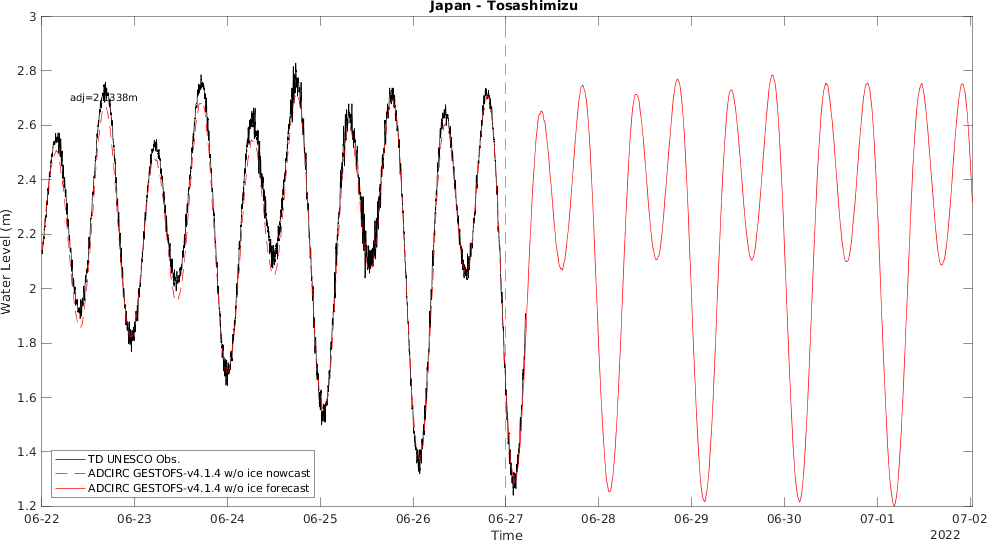 Japan - Tosashimizu
3
2.8
2.6
2.4
2.2
2
1.8
1.6
1.4
1.2
Water Level (m)
TD UNESCO Obs.
ADCIRC GESTOFS-v4.1.4 w/o ice nowcast
ADCIRC GESTOFS-v4.1.4 w/o ice forecast
06-22 06-23 06-24 06-25 06-26 06-27 06-28 06-29 06-30 07-01 07-02
Time
2022